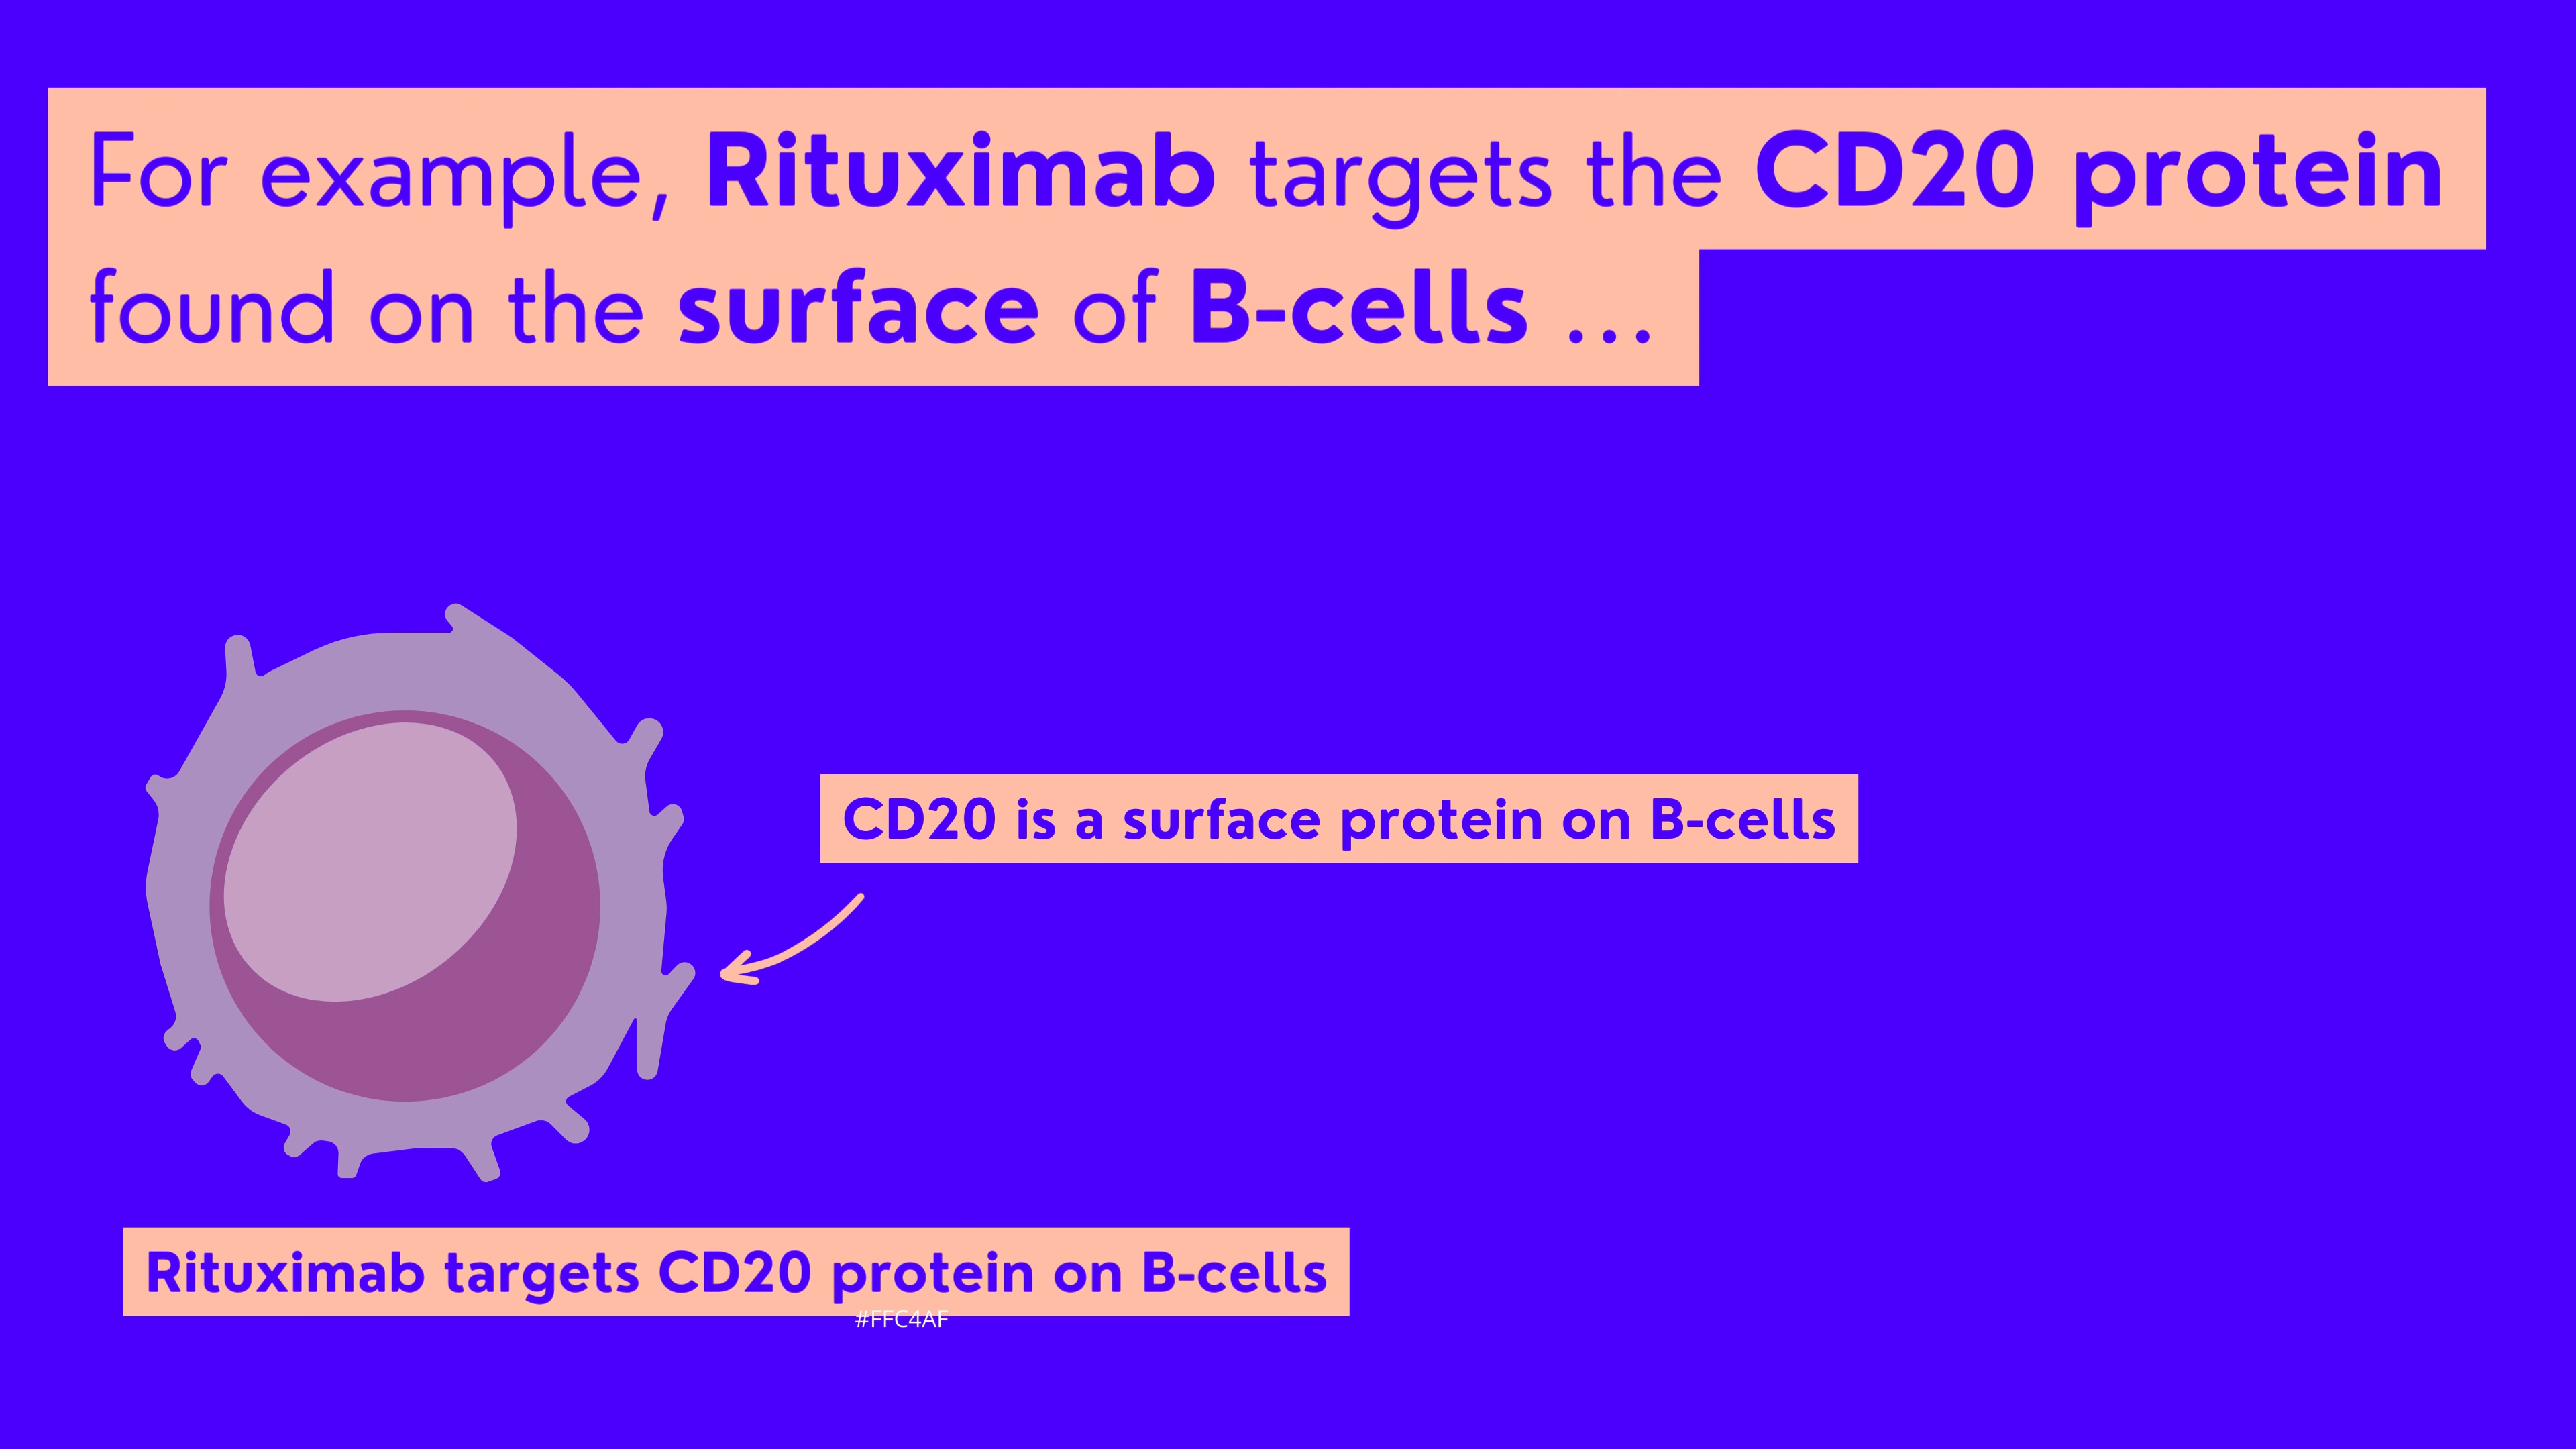 For example, Rituximab targets the CD20 protein
found on the surface of B-cells ...
CD20 is a surface protein on B-cells
Rituximab targets CD20 protein on B-cells
#FFC4AF